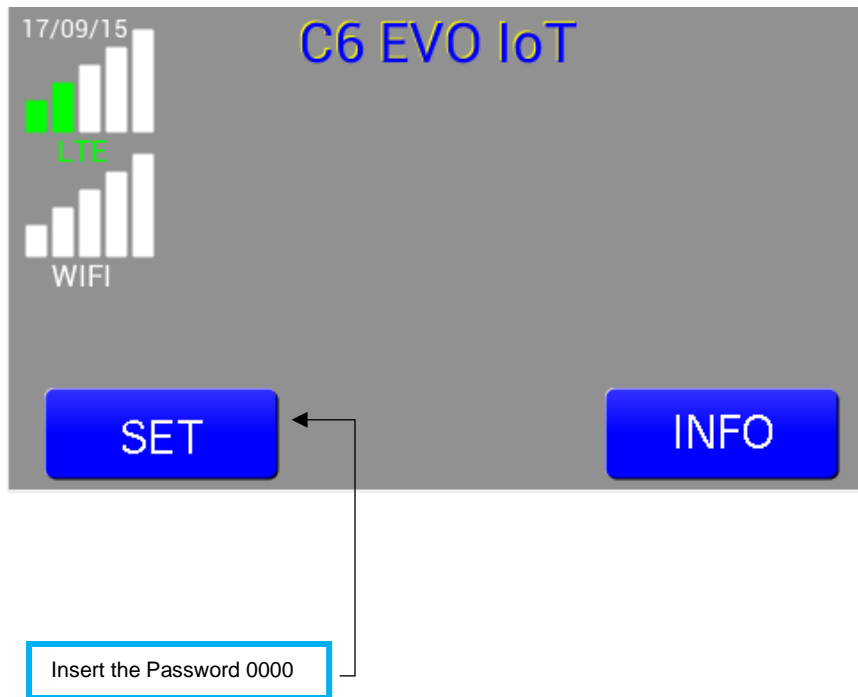 17/09/15
C6 EVO IoT
LTE
WIFI
SET
INFO
Insert the Password 0000